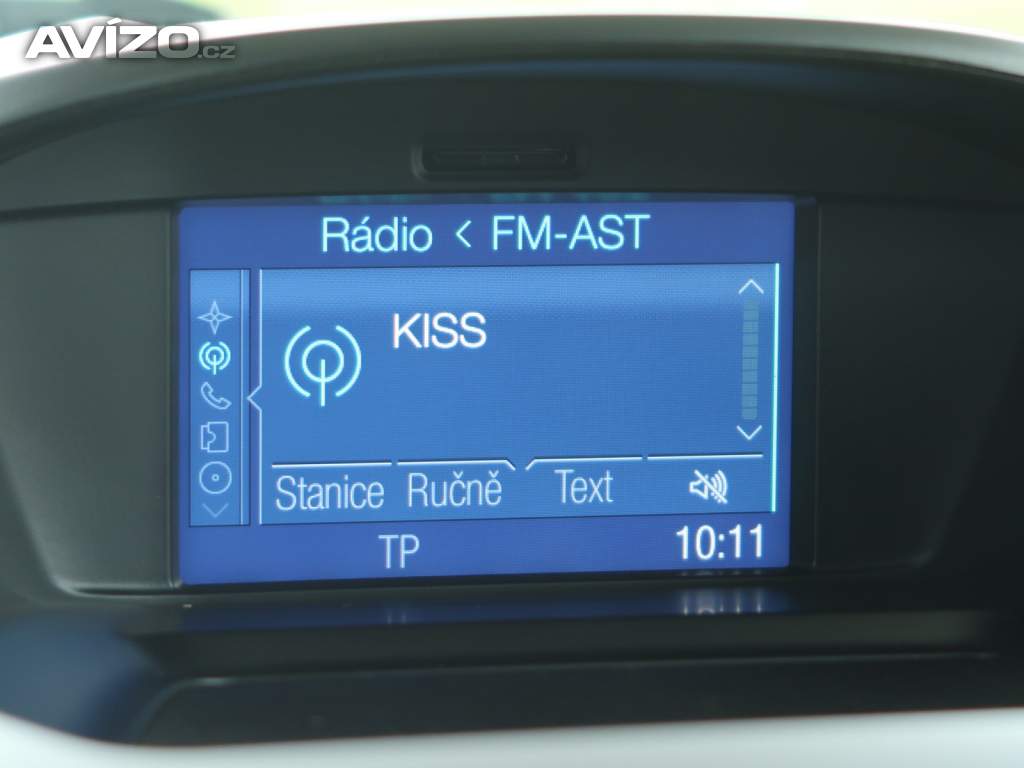 AVÍZO.cz
Rádio < FM-AST
KISS
Stanice Ručně Text
TP 10:11